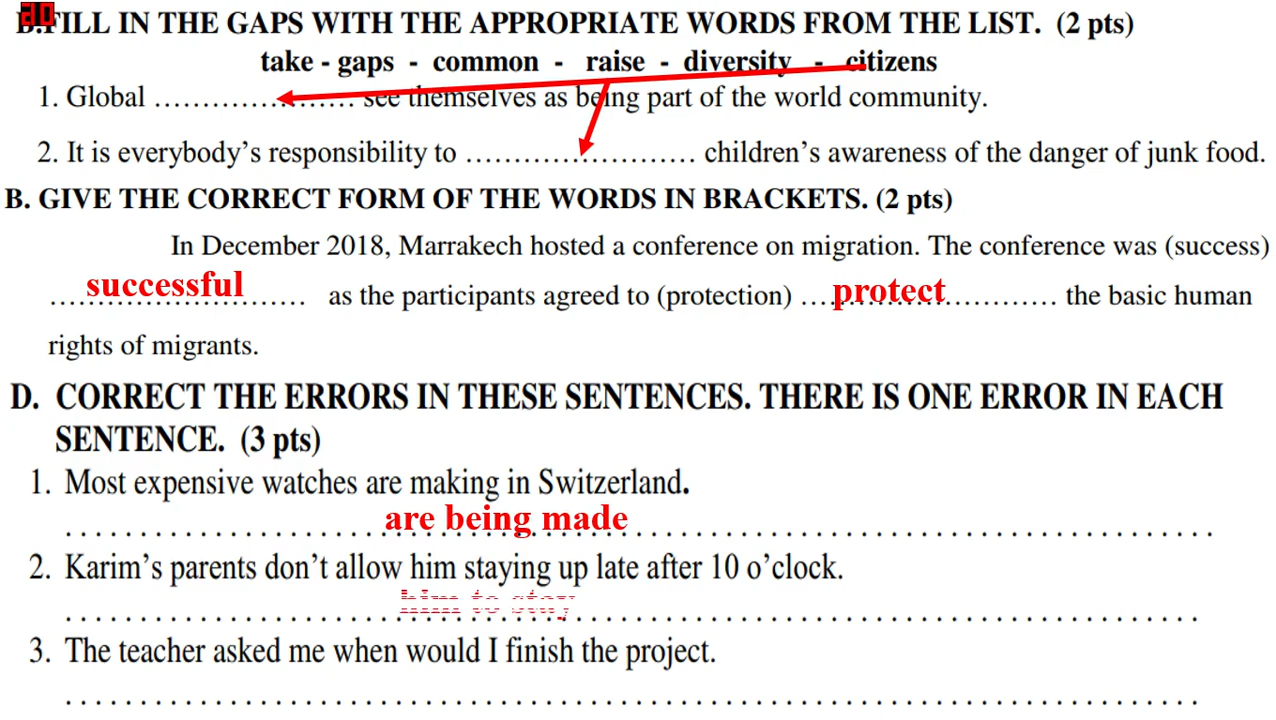 B.FILL IN THE GAPS WITH THE APPROPRIATE WORDS FROM THE LIST. (2 pts)
take - gaps - common - raise - diversity - citizens
1. Global ..................... see themselves as being part of the world community.
2. It is everybody's responsibility to ........................ children's awareness of the danger of junk food.
B. GIVE THE CORRECT FORM OF THE WORDS IN BRACKETS. (2 pts)
In December 2018, Marrakech hosted a conference on migration. The conference was (success)
successful as the participants agreed to (protection) protect the basic human
rights of migrants.
D. CORRECT THE ERRORS IN THESE SENTENCES. THERE IS ONE ERROR IN EACH
SENTENCE. (3 pts)
1. Most expensive watches are making in Switzerland.
are being made
2. Karim's parents don't allow him staying up late after 10 o'clock.
him to stay
3. The teacher asked me when would I finish the project.